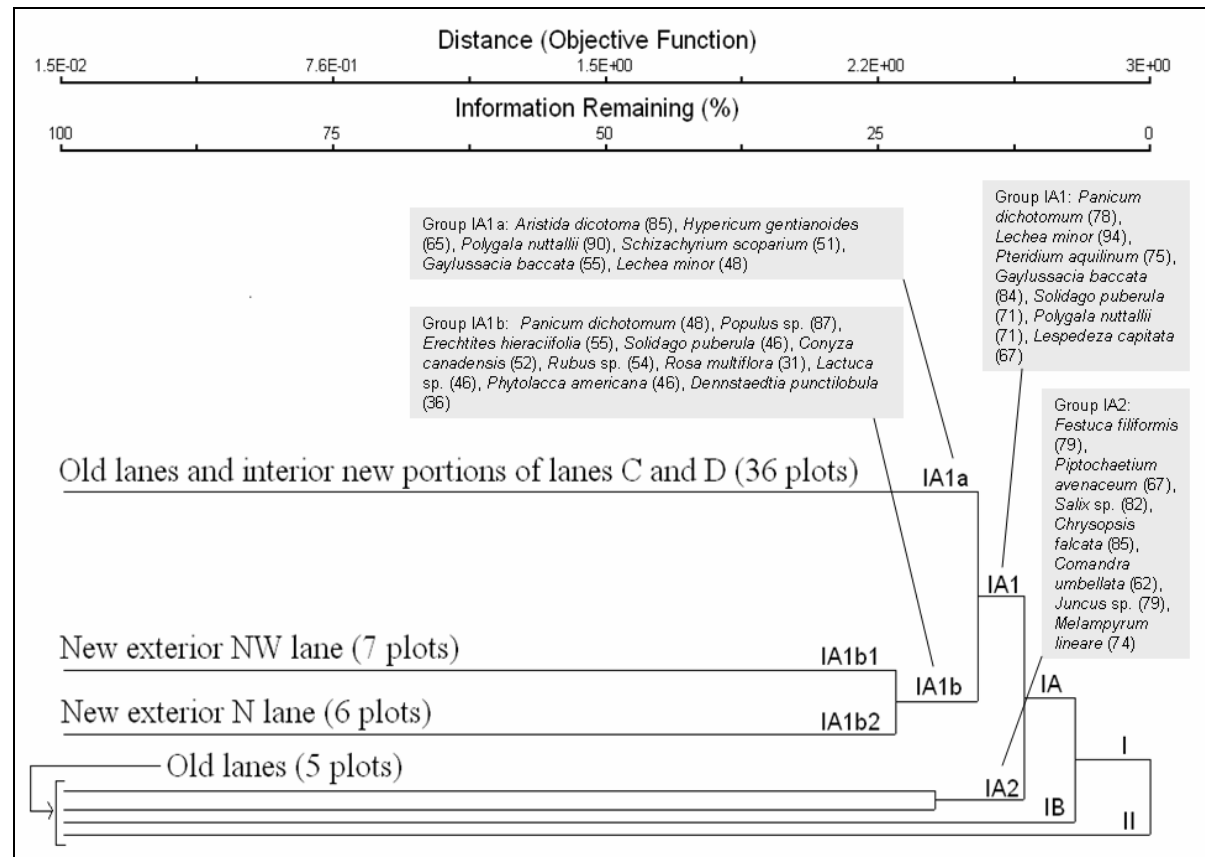 Distance (Objective Function)
1.5E-02 7.6E-01 1.5E+00 2.2E+00 3E+00
Information Remaining (%)
100 75 50 25 0
Group IA1a: Aristida dicotoma (85), Hypericum gentianoides
(65), Polygala nuttallii (90), Schizachyrium scoparium (51),
Gaylussacia baccata (55), Lechea minor (48)
Group IA1: Panicum
dichotomum (78),
Lechea minor (94),
Pteridium aquilinum (75),
Gaylussacia baccata
(84), Solidago puberula
(71), Polygala nuttallii
(71), Lespedeza capitata
(67)
Group IA1b: Panicum dichotomum (48), Populus sp. (87),
Erechtites hieraciifolia (55), Solidago puberula (46), Conyza
canadensis (52), Rubus sp. (54), Rosa multiflora (31), Lactuca
sp. (46), Phytolacca americana (46), Dennstaedtia punctilobula
(36)
Group IA2:
Festuca filiformis
(79),
Piptochaetium
avenaceum (67),
Salix sp. (82),
Chrysopsis
falcata (85),
Comandra
umbellata (62),
Juncus sp. (79),
Melampyrum
lineare (74)
Old lanes and interior new portions of lanes C and D (36 plots)
IA1a
IA1
New exterior NW lane (7 plots)
IA1b1
IA1b
IA
New exterior N lane (6 plots)
IA1b2
I
Old lanes (5 plots)
IA2
IB
II